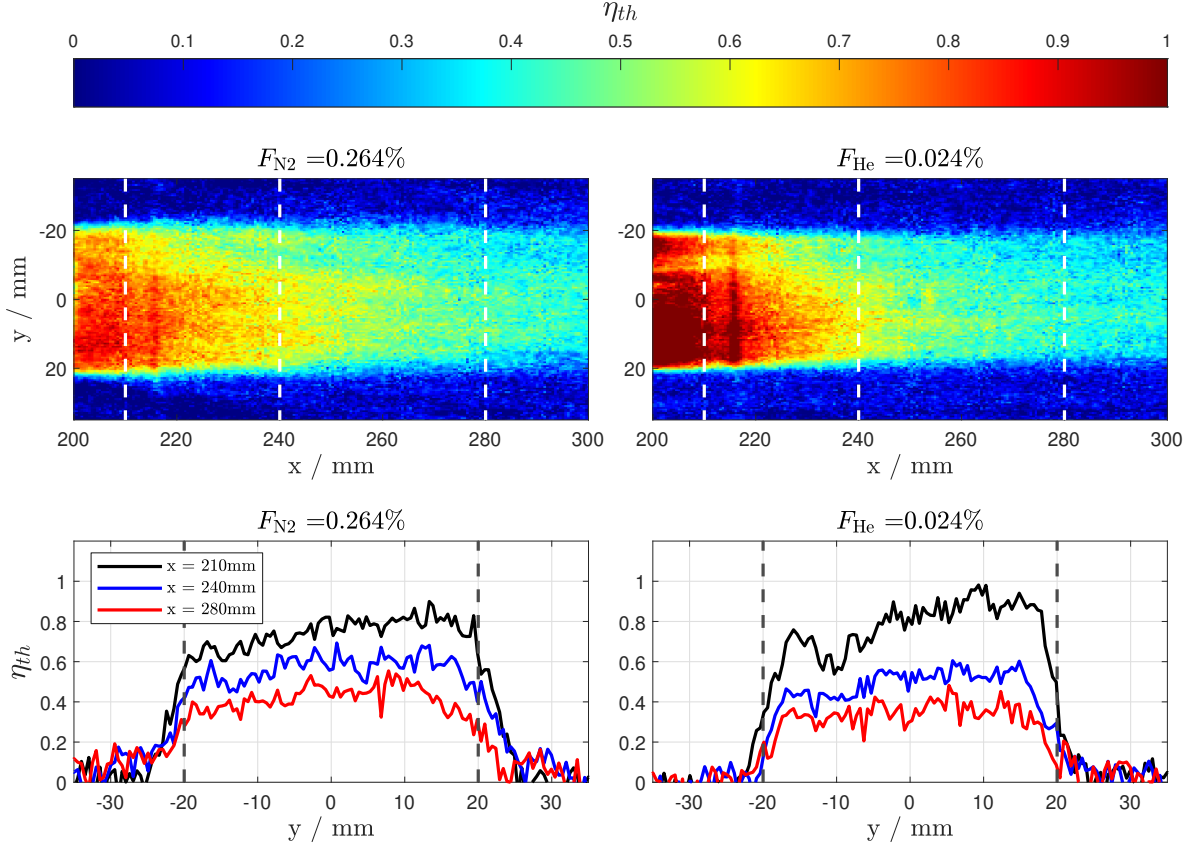 η_th
0 0.1 0.2 0.3 0.4 0.5 0.6 0.7 0.8 0.9 1
F_N2 =0.264%
F_He =0.024%
-20
0
20
y / mm
200 220 240 260 280 300
x / mm
200 220 240 260 280 300
x / mm
F_N2 =0.264%
F_He =0.024%
x = 210mm
x = 240mm
x = 280mm
1
0.8
0.6
0.4
0.2
0
η_th
-30 -20 -10 0 10 20 30
y / mm
1
0.8
0.6
0.4
0.2
0
-30 -20 -10 0 10 20 30
y / mm